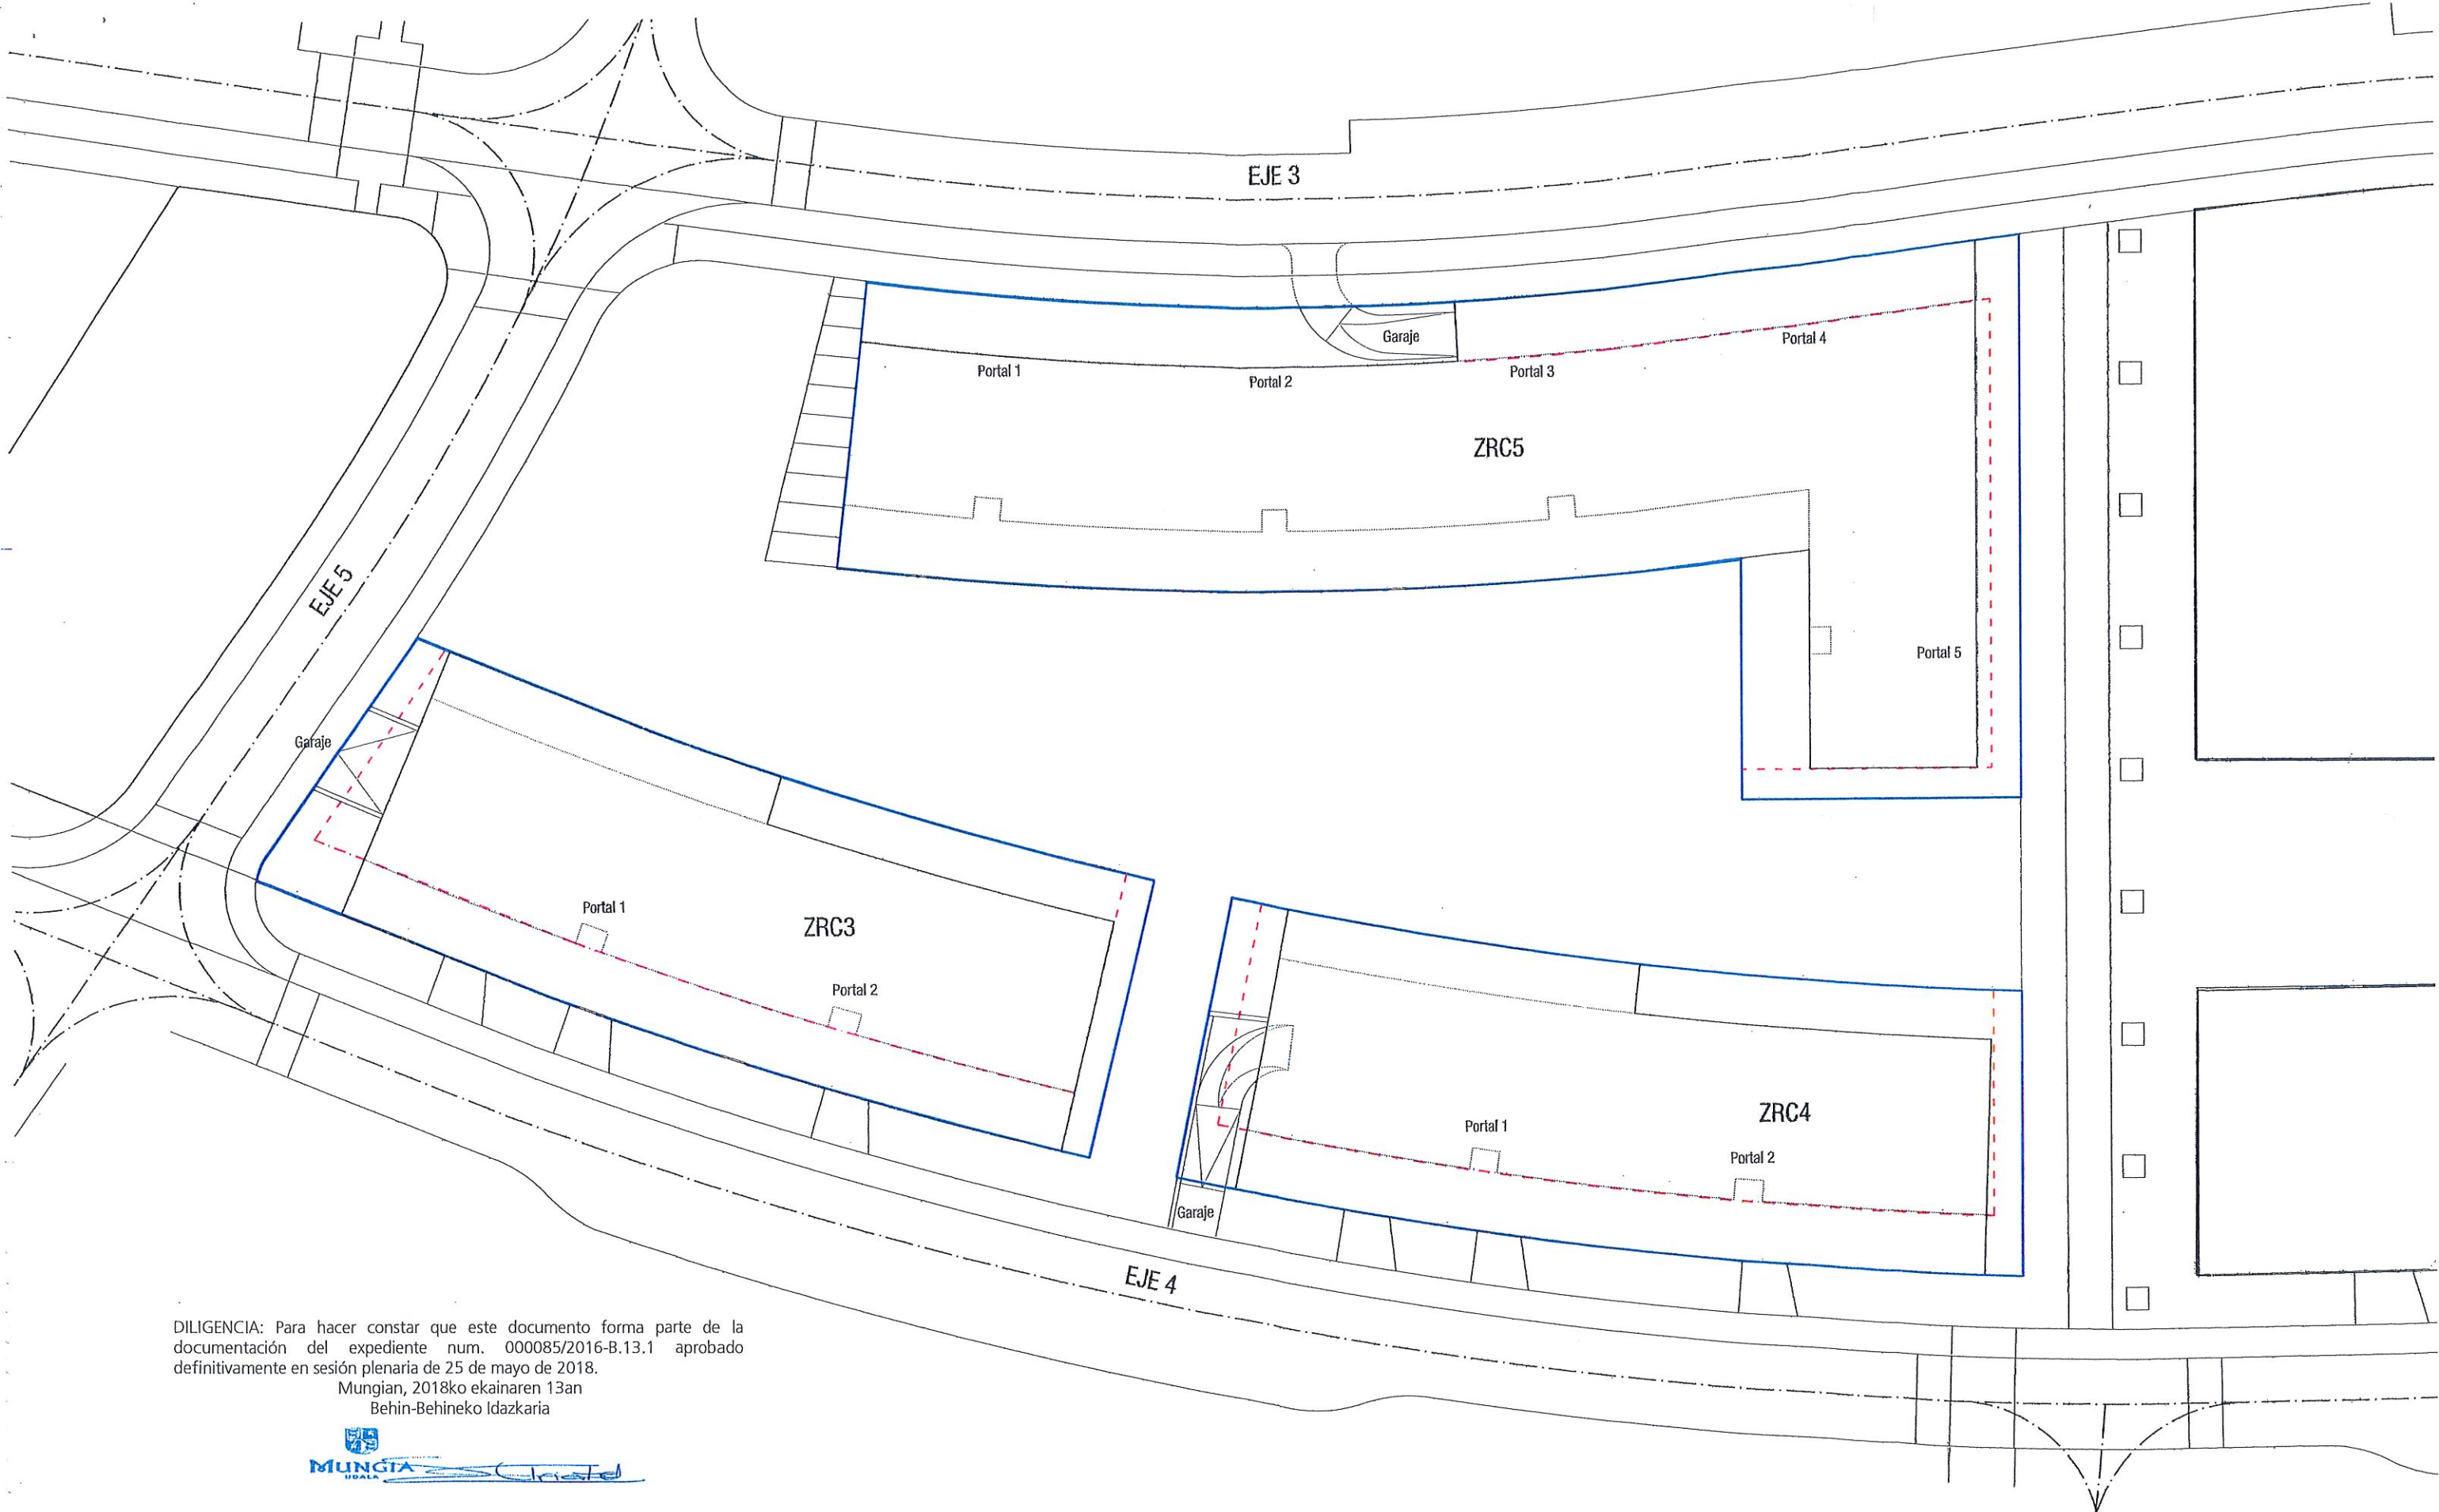 EJE 3
Garaje
Portal 4
Portal 1
Portal 2
Portal 3
ZRC5
EJE 5
Portal 5
Garaje
Portal 1
ZRC3
Portal 2
ZRC4
Portal 1
Portal 2
Garaje
EJE 4
DILIGENCIA: Para hacer constar que este documento forma parte de la
documentación del expediente num. 000085/2016-B.13.1 aprobado
definitivamente en sesión plenaria de 25 de mayo de 2018.
Mungian, 2018ko ekainaren 13an
Behin-Behineko Idazkaria
MUNGIA
UDALA